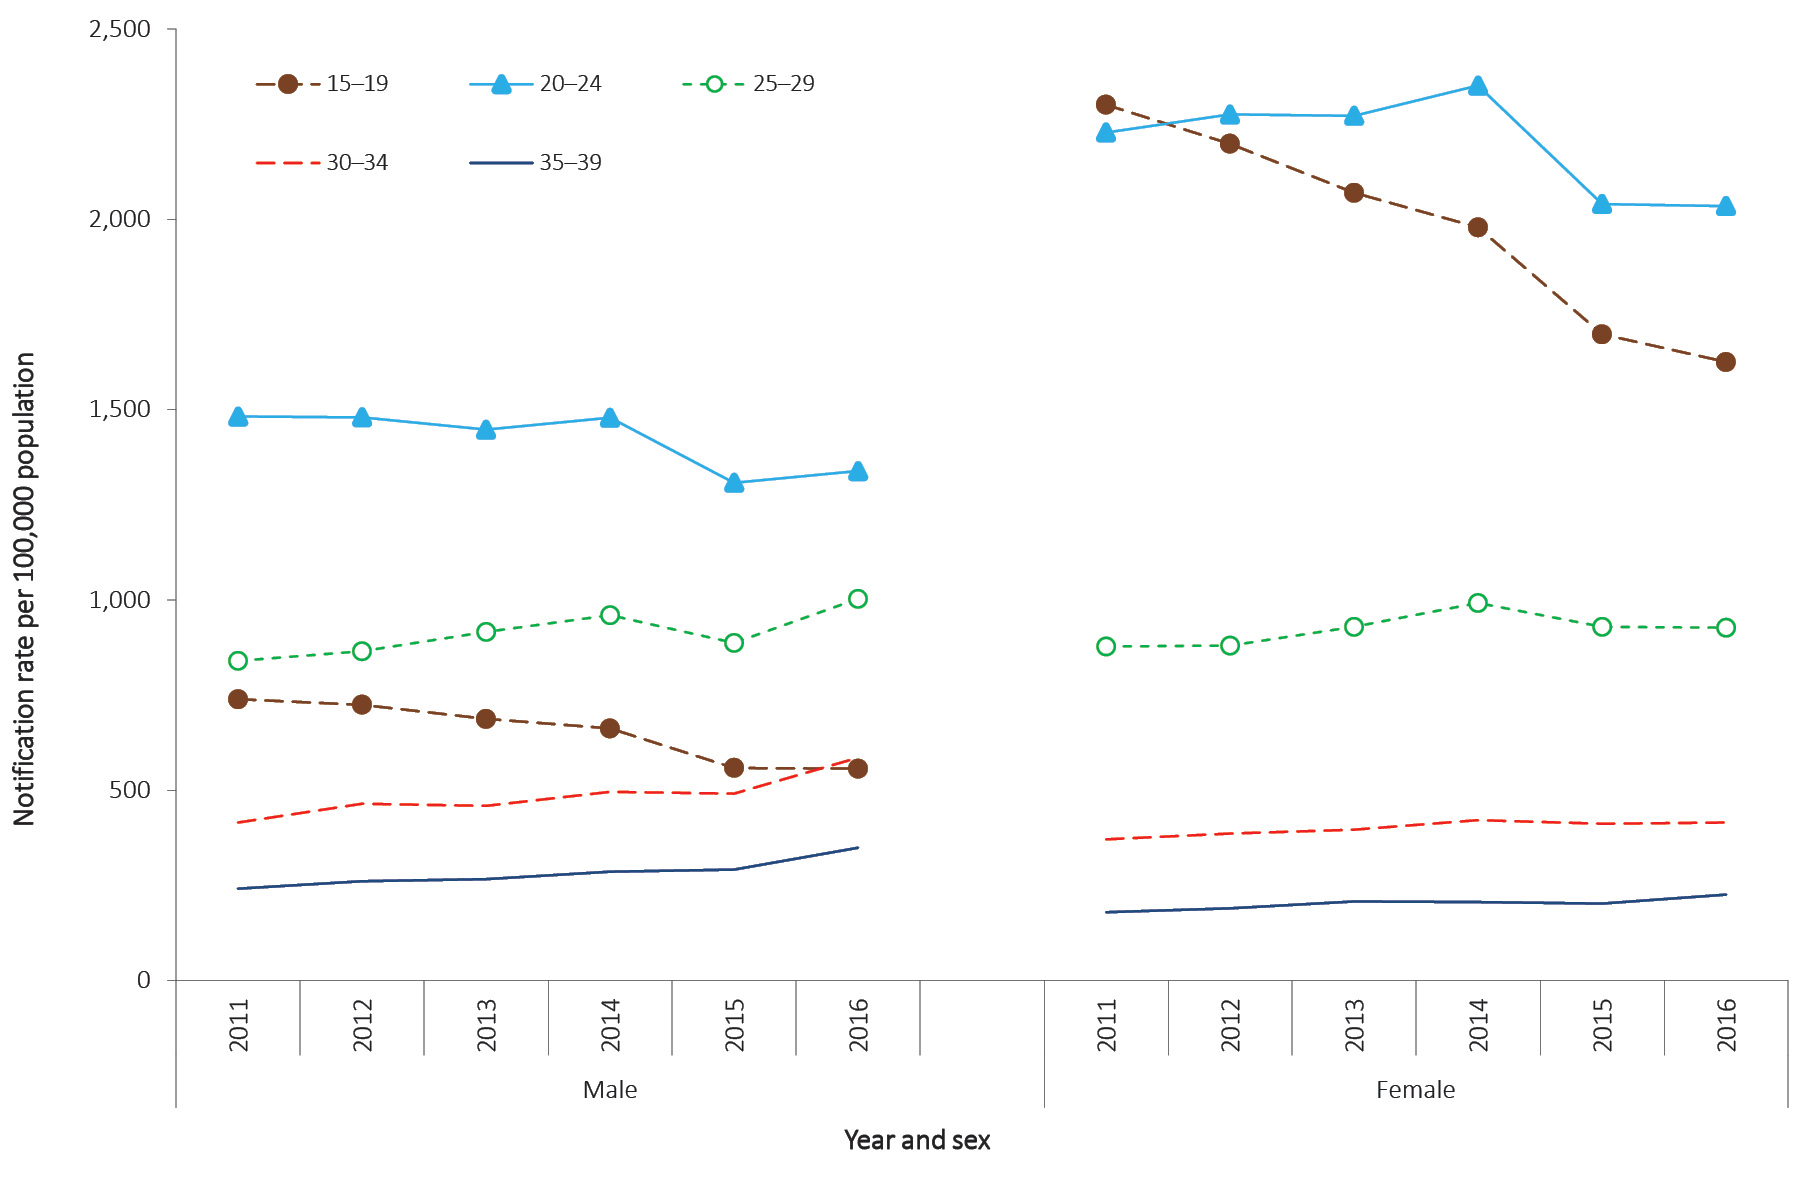 2,500
15–19 20–24 25–29
30–34 35–39
2,000
1,500
1,000
500
0
Notification rate per 100,000 population
2011 2012 2013 2014 2015 2016 2011 2012 2013 2014 2015 2016
Male Female
Year and sex